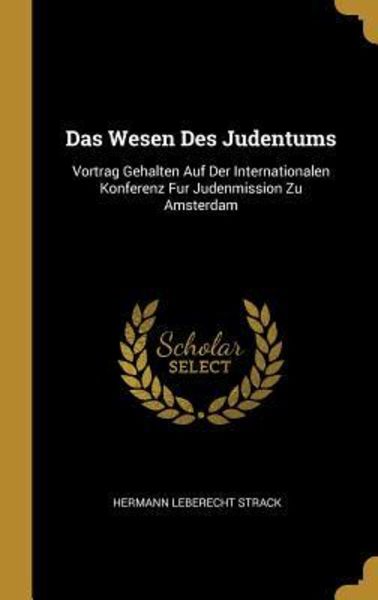 Das Wesen Des Judentums
Vortrag Gehalten Auf Der Internationalen
Konferenz Fur Judenmission Zu
Amsterdam
Scholar
SELECT
HERMANN LEBERECHT STRACK